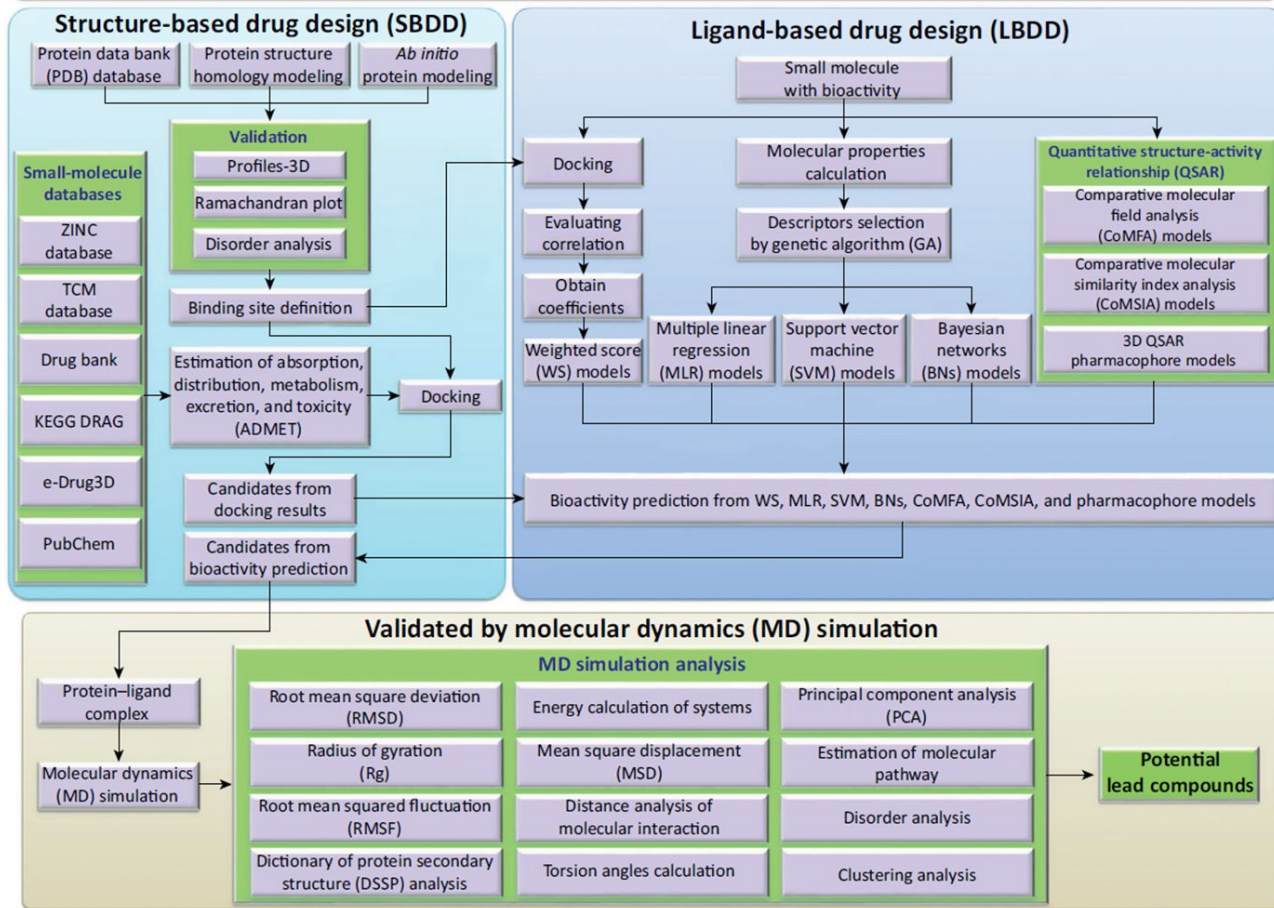 Structure-based drug design (SBDD)
Protein data bank
(PDB) database
Protein structure
homology modeling
Ab initio
protein modeling
Validation
Profiles-3D
Ramachandran plot
Disorder analysis
Small-molecule
databases
ZINC
database
TCM
database
Drug bank
KEGG DRAG
e-Drug3D
PubChem
Binding site definition
Estimation of absorption,
distribution, metabolism,
excretion, and toxicity
(ADMET)
Docking
Candidates from
docking results
Candidates from
bioactivity prediction
Ligand-based drug design (LBDD)
Small molecule
with bioactivity
Docking
Evaluating
correlation
Obtain
coefficients
Weighted score
(WS) models
Molecular properties
calculation
Descriptors selection
by genetic algorithm (GA)
Multiple linear
regression
(MLR) models
Support vector
machine
(SVM) models
Bayesian
networks
(BNs) models
Quantitative structure-activity
relationship (QSAR)
Comparative molecular
field analysis
(CoMFA) models
Comparative molecular
similarity index analysis
(CoMSIA) models
3D QSAR
pharmacophore models
Bioactivity prediction from WS, MLR, SVM, BNs, CoMFA, CoMSIA, and pharmacophore models
Validated by molecular dynamics (MD) simulation
Protein–ligand
complex
Molecular dynamics
(MD) simulation
MD simulation analysis
Root mean square deviation
(RMSD)
Energy calculation of systems
Principal component analysis
(PCA)
Radius of gyration
(Rg)
Mean square displacement
(MSD)
Estimation of molecular
pathway
Root mean squared fluctuation
(RMSF)
Distance analysis of
molecular interaction
Disorder analysis
Dictionary of protein secondary
structure (DSSP) analysis
Torsion angles calculation
Clustering analysis
Potential
lead compounds